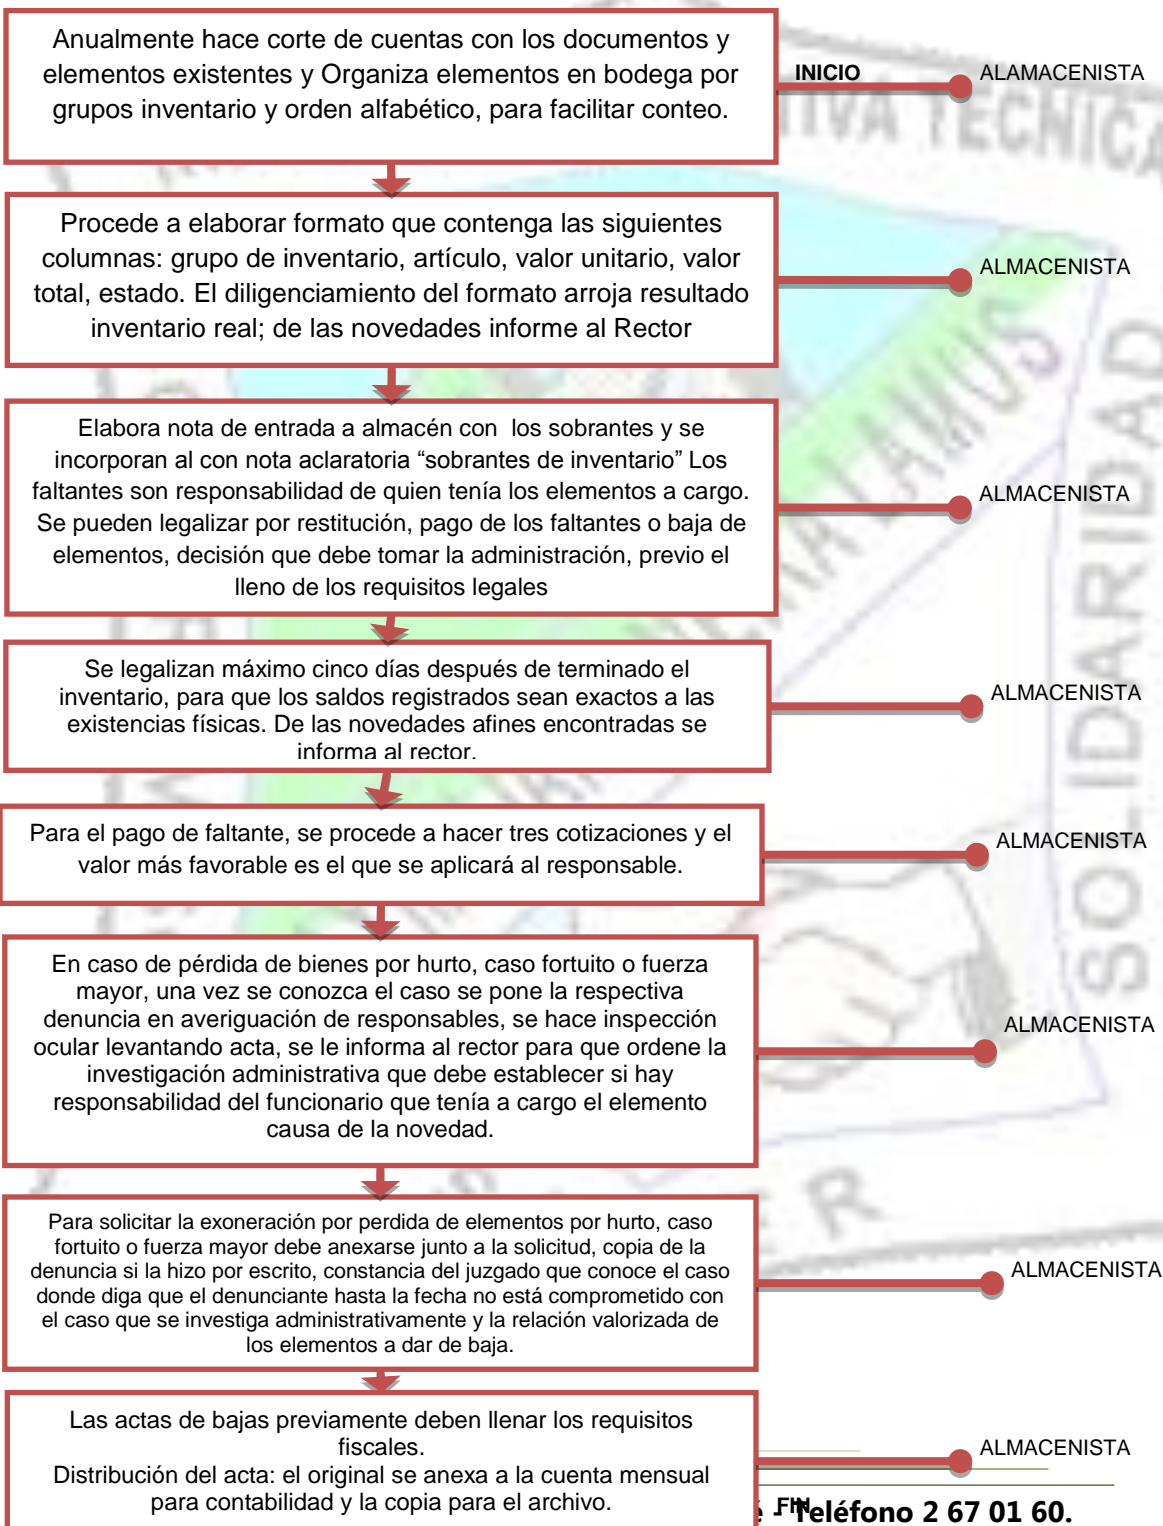 Anualmente hace corte de cuentas con los documentos y
elementos existentes y Organiza elementos en bodega por
grupos inventario y orden alfabético, para facilitar conteo.
INICIO
ALAMACENISTA
IVA TECNICA
Procede a elaborar formato que contenga las siguientes
columnas: grupo de inventario, artículo, valor unitario, valor
total, estado. El diligenciamiento del formato arroja resultado
inventario real; de las novedades informe al Rector
ALMACENISTA
Elabora nota de entrada a almacén con  los sobrantes y se
incorporan al con nota aclaratoria “sobrantes de inventario” Los
faltantes son responsabilidad de quien tenía los elementos a cargo.
Se pueden legalizar por restitución, pago de los faltantes o baja de
elementos, decisión que debe tomar la administración, previo el
lleno de los requisitos legales
ALMACENISTA
ALAMOS
SOLIDARIDAD
Se legalizan máximo cinco días después de terminado el
inventario, para que los saldos registrados sean exactos a las
existencias físicas. De las novedades afines encontradas se
informa al rector.
ALMACENISTA
Para el pago de faltante, se procede a hacer tres cotizaciones y el
valor más favorable es el que se aplicará al responsable.
ALMACENISTA
En caso de pérdida de bienes por hurto, caso fortuito o fuerza
mayor, una vez se conozca el caso se pone la respectiva
denuncia en averiguación de responsables, se hace inspección
ocular levantando acta, se le informa al rector para que ordene la
investigación administrativa que debe establecer si hay
responsabilidad del funcionario que tenía a cargo el elemento
causa de la novedad.
ALMACENISTA
Para solicitar la exoneración por perdida de elementos por hurto, caso
fortuito o fuerza mayor debe anexarse junto a la solicitud, copia de la
denuncia si la hizo por escrito, constancia del juzgado que conoce el caso
donde diga que el denunciante hasta la fecha no está comprometido con
el caso que se investiga administrativamente y la relación valorizada de
los elementos a dar de baja.
ALMACENISTA
Las actas de bajas previamente deben llenar los requisitos
fiscales.
Distribución del acta: el original se anexa a la cuenta mensual
para contabilidad y la copia para el archivo.
ALMACENISTA
FIN
- Teléfono 2 67 01 60.